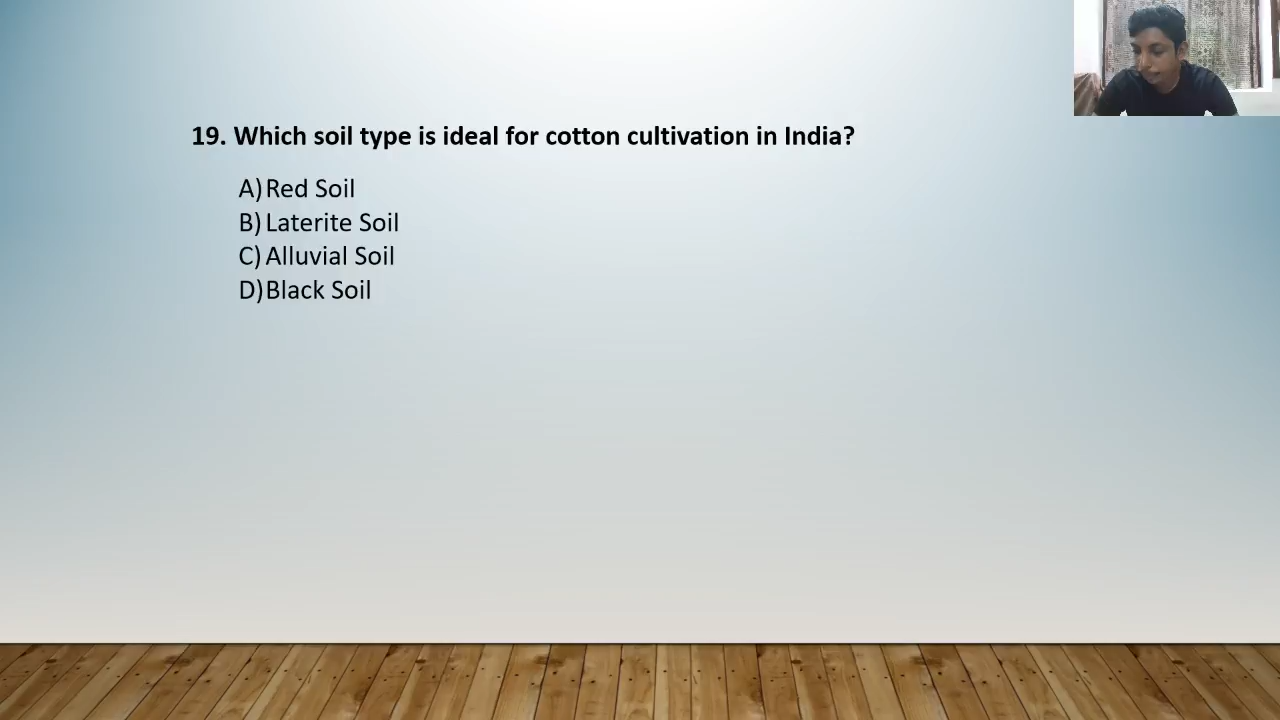 19. Which soil type is ideal for cotton cultivation in India?
A) Red Soil
B) Laterite Soil
C) Alluvial Soil
D) Black Soil